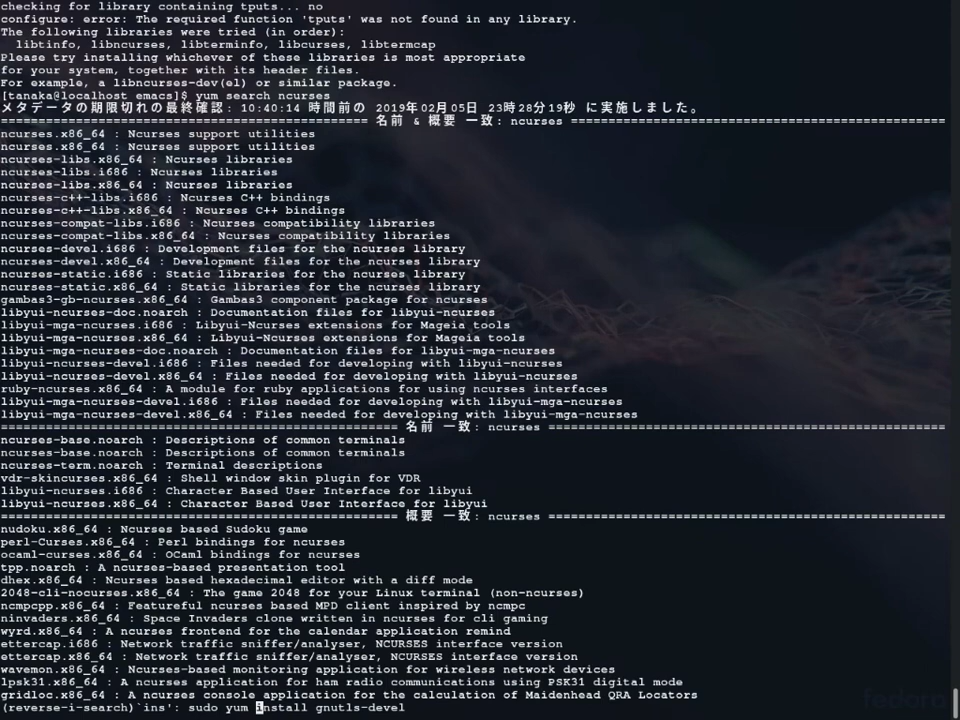 checking for library containing tputs... no
configure: error: The required function 'tputs' was not found in any library.
The following libraries were tried (in order):
  libtinfo, libncurses, libterminfo, libcurses, libtermcap
Please try installing whichever of these libraries is most appropriate
for your system, together with its header files.
For example, a libncurses-dev(el) or similar package.
[tanaka@localhost emacs]$ yum search ncurses
メタデータの期限切れの最終確認: 10:40:14 時間前の 2019年02月05日 23時28分19秒 に実施しました。
================================================= 名前 & 概要 一致: ncurses ==================================================
ncurses.x86_64 : Ncurses support utilities
ncurses.x86_64 : Ncurses support utilities
ncurses-libs.x86_64 : Ncurses libraries
ncurses-libs.i686 : Ncurses libraries
ncurses-libs.x86_64 : Ncurses libraries
ncurses-c++-libs.i686 : Ncurses C++ bindings
ncurses-c++-libs.x86_64 : Ncurses C++ bindings
ncurses-compat-libs.i686 : Ncurses compatibility libraries
ncurses-compat-libs.x86_64 : Ncurses compatibility libraries
ncurses-devel.i686 : Development files for the ncurses library
ncurses-devel.x86_64 : Development files for the ncurses library
ncurses-static.i686 : Static libraries for the ncurses library
ncurses-static.x86_64 : Static libraries for the ncurses library
gambas3-gb-ncurses.x86_64 : Gambas3 component package for ncurses
libyui-ncurses-doc.noarch : Documentation files for libyui-ncurses
libyui-mga-ncurses.i686 : Libyui-Ncurses extensions for Mageia tools
libyui-mga-ncurses.x86_64 : Libyui-Ncurses extensions for Mageia tools
libyui-mga-ncurses-doc.noarch : Documentation files for libyui-mga-ncurses
libyui-ncurses-devel.i686 : Files needed for developing with libyui-ncurses
libyui-ncurses-devel.x86_64 : Files needed for developing with libyui-ncurses
ruby-ncurses.x86_64 : A module for ruby applications for using ncurses interfaces
libyui-mga-ncurses-devel.i686 : Files needed for developing with libyui-mga-ncurses
libyui-mga-ncurses-devel.x86_64 : Files needed for developing with libyui-mga-ncurses
===================================================== 名前 一致: ncurses =====================================================
ncurses-base.noarch : Descriptions of common terminals
ncurses-base.noarch : Descriptions of common terminals
ncurses-term.noarch : Terminal descriptions
vdr-skincurses.x86_64 : Shell window skin plugin for VDR
libyui-ncurses.i686 : Character Based User Interface for libyui
libyui-ncurses.x86_64 : Character Based User Interface for libyui
===================================================== 概要 一致: ncurses =====================================================
nudoku.x86_64 : Ncurses based Sudoku game
perl-Curses.x86_64 : Perl bindings for ncurses
ocaml-curses.x86_64 : OCaml bindings for ncurses
tpp.noarch : A ncurses-based presentation tool
dhex.x86_64 : Ncurses based hexadecimal editor with a diff mode
2048-cli-nocurses.x86_64 : The game 2048 for your Linux terminal (non-ncurses)
ncmpcpp.x86_64 : Featureful ncurses based MPD client inspired by ncmpc
ninvaders.x86_64 : Space Invaders clone written in ncurses for cli gaming
wyrd.x86_64 : A ncurses frontend for the calendar application remind
ettercap.i686 : Network traffic sniffer/analyser, NCURSES interface version
ettercap.x86_64 : Network traffic sniffer/analyser, NCURSES interface version
wavemon.x86_64 : Ncurses-based monitoring application for wireless network devices
lpsk31.x86_64 : A ncurses application for ham radio communications using PSK31 digital mode
gridloc.x86_64 : A ncurses console application for the calculation of Maidenhead QRA Locators
(reverse-i-search)`ins': sudo yum install gnutls-devel
fedora